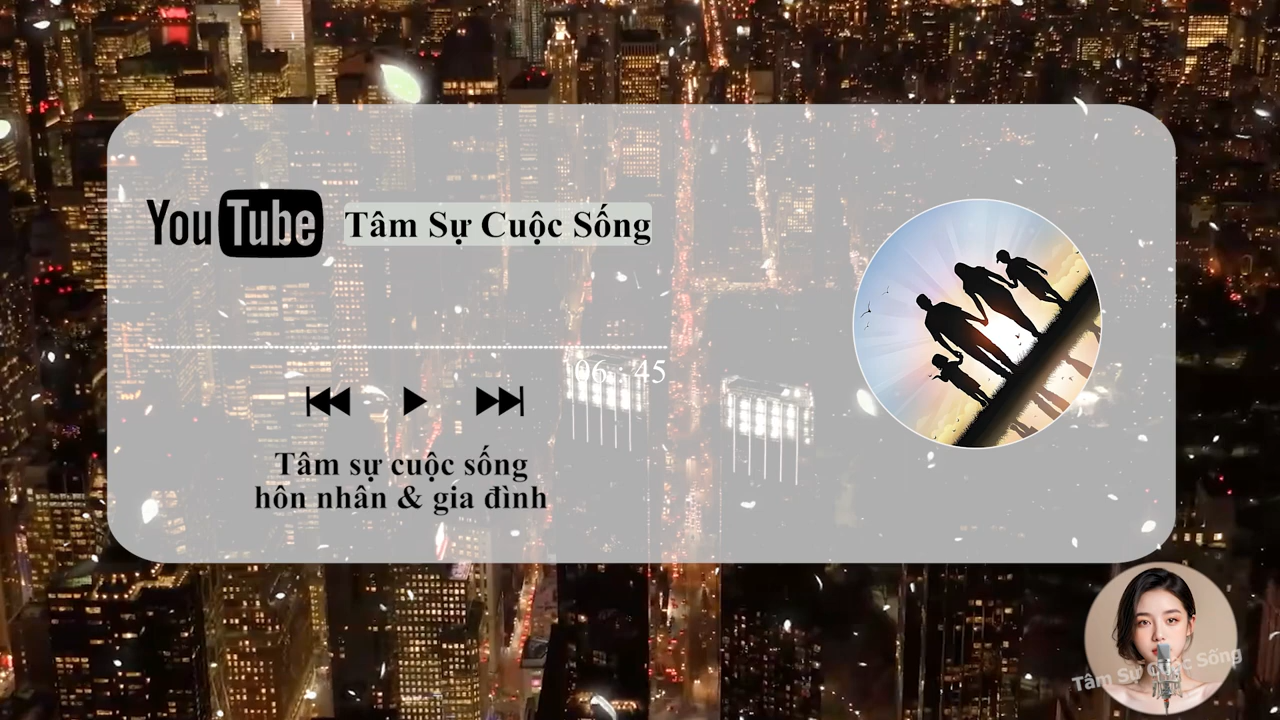 YouTube Tâm Sự Cuộc Sống
06 : 45
Tâm sự cuộc sống
hôn nhân & gia đình
Tâm Sự Cuộc Sống